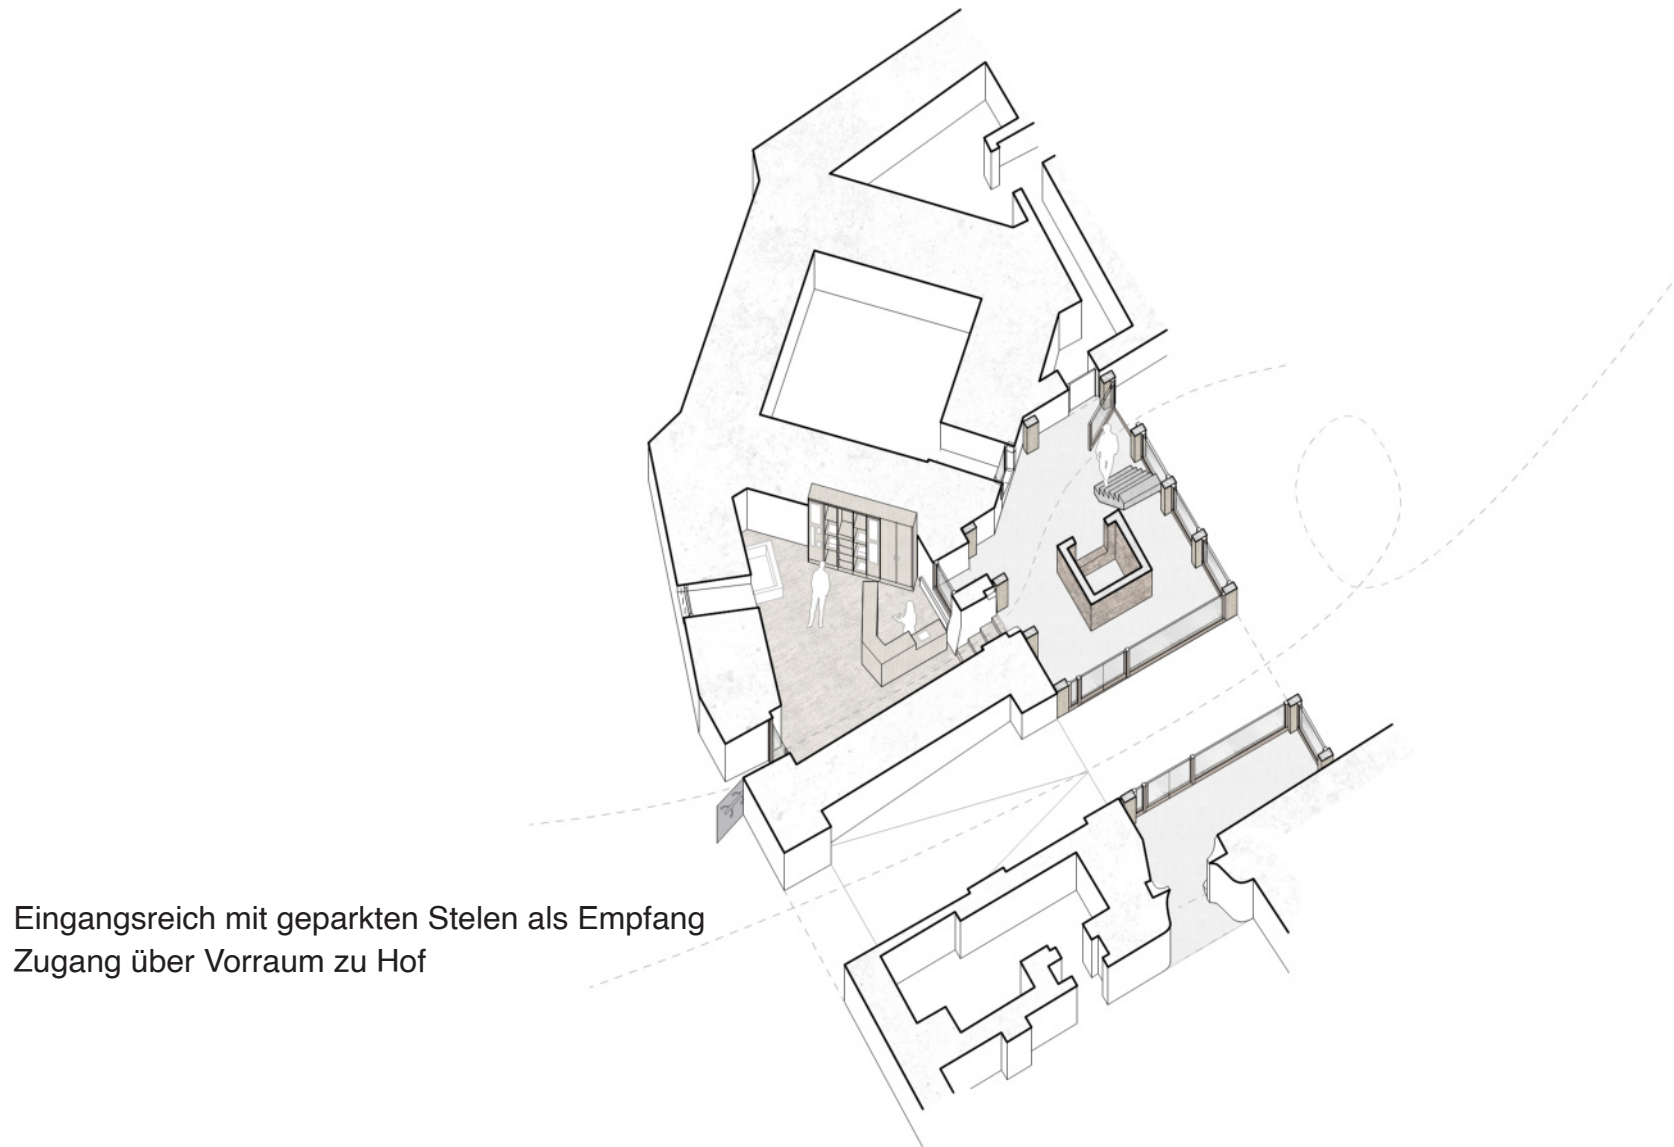 Eingangsreich mit geparkten Stelen als Empfang
Zugang über Vorraum zu Hof